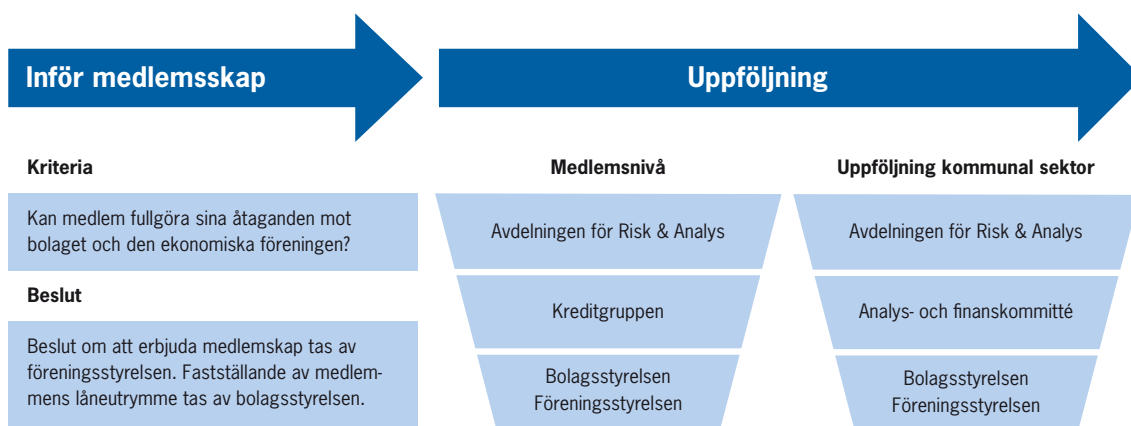 Inför medlemsskap
Uppföljning
Kriteria
Kan medlem fullgöra sina åtaganden mot
bolaget och den ekonomiska föreningen?
Beslut
Beslut om att erbjuda medlemskap tas av
föreningsstyrelsen. Fastställande av medlem-
mens låneutrymme tas av bolagsstyrelsen.
Medlemsnivå
Avdelningen för Risk & Analys
Kreditgruppen
Bolagsstyrelsen
Föreningsstyrelsen
Uppföljning kommunal sektor
Avdelningen för Risk & Analys
Analys- och finanskommitté
Bolagsstyrelsen
Föreningsstyrelsen